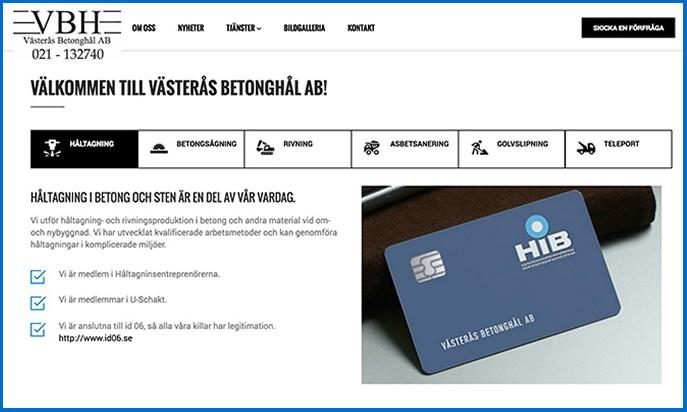 VBH
Västerås Betonghål AB
021 - 132740
OM OSS NYHETER TJÄNSTER BILDGALLERIA KONTAKT
SKICKA EN FÖRFRÅGA
VÄLKOMMEN TILL VÄSTERÅS BETONGHÅL AB!
HÅLTAGNING BETONGSÅGNING RIVNING ASBETSANERING GOLVSLIPNING TELEPORT
HÅLTAGNING I BETONG OCH STEN ÄR EN DEL AV VÅR VARDAG.
Vi utför håltagning- och rivningsproduktion i betong och andra material vid om-
och nybyggnad. Vi har utvecklat kvalificerade arbetsmetoder och kan genomföra
håltagningar i komplicerade miljöer.
Vi är medlem i Håltagninsentreprenörerna.
Vi är medlemmar i U-Schakt.
Vi är anslutna till id 06, så alla våra killar har legitimation.
http://www.id06.se
HIB
VÄSTERÅS BETONGHÅL AB